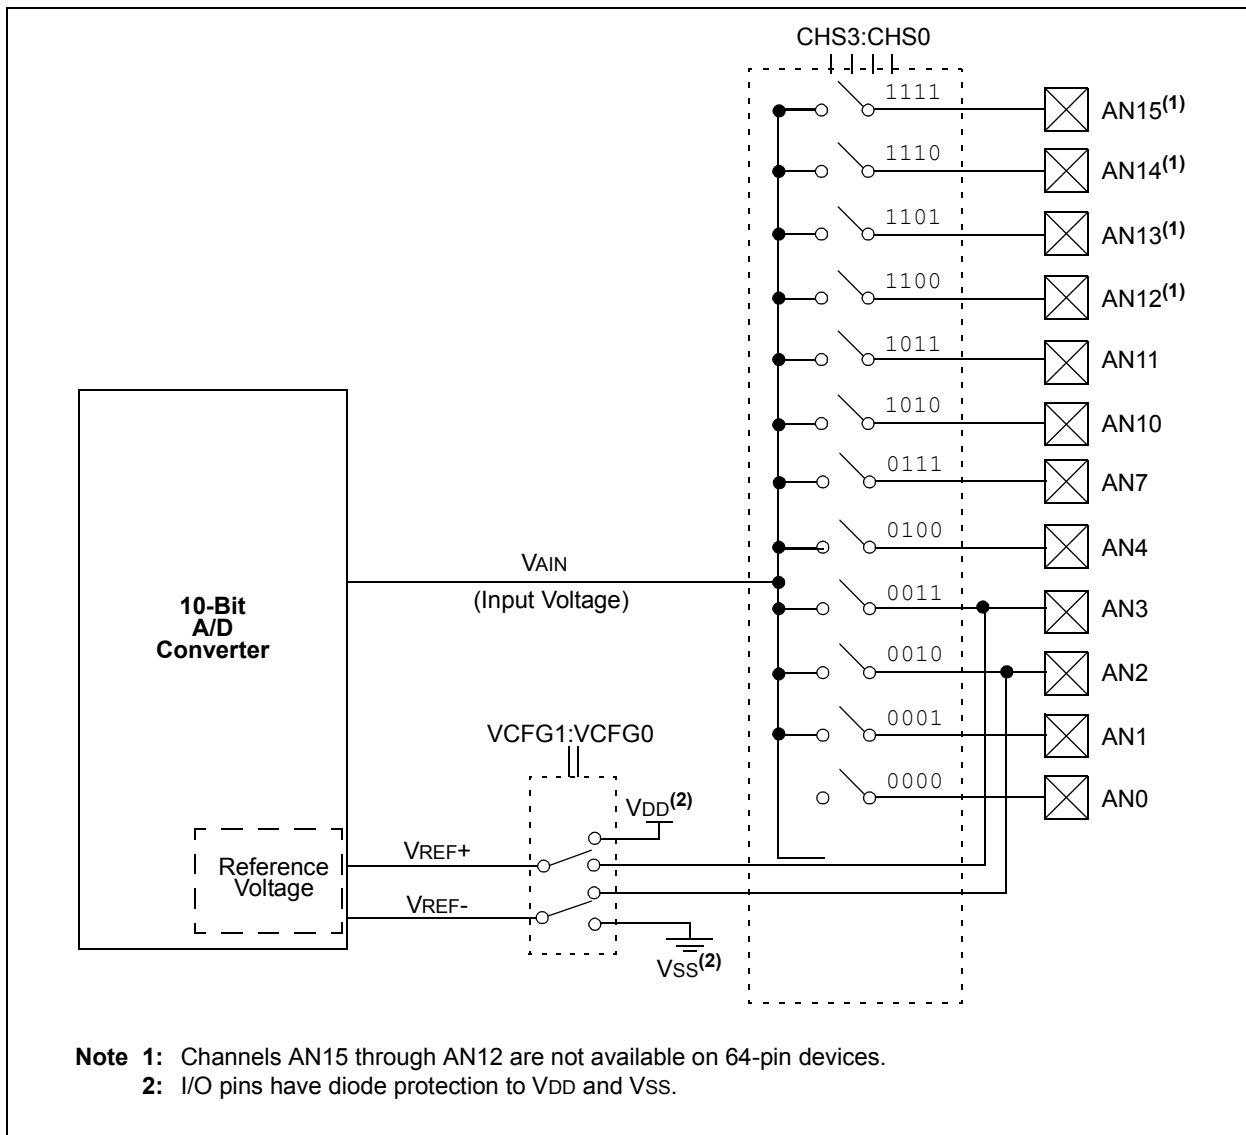 CHS3:CHS0
1111
AN15(1)
1110
AN14(1)
1101
AN13(1)
1100
AN12(1)
1011
AN11
1010
AN10
0111
AN7
0100
AN4
VAIN
(Input Voltage)
0011
AN3
10-Bit
A/D
Converter
0010
AN2
0001
AN1
VCFG1:VCFG0
0000
AN0
VDD(2)
Reference
Voltage
VREF+
VREF-
VSS(2)
Note 1: Channels AN15 through AN12 are not available on 64-pin devices.
2: I/O pins have diode protection to VDD and VSS.